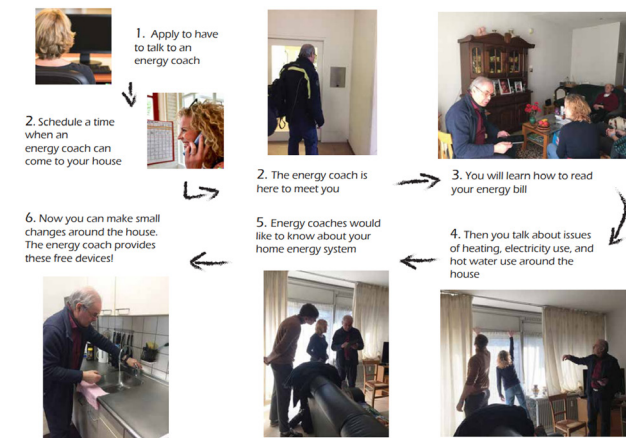 1. Apply to have
to talk to an
energy coach
2. Schedule a time
when an
energy coach can
come to your house
2. The energy coach is
here to meet you
3. You will learn how to read
your energy bill
4. Then you talk about issues
of heating, electricity use, and
hot water use around the
house
5. Energy coaches would
like to know about your
home energy system
6. Now you can make small
changes around the house.
The energy coach provides
these free devices!